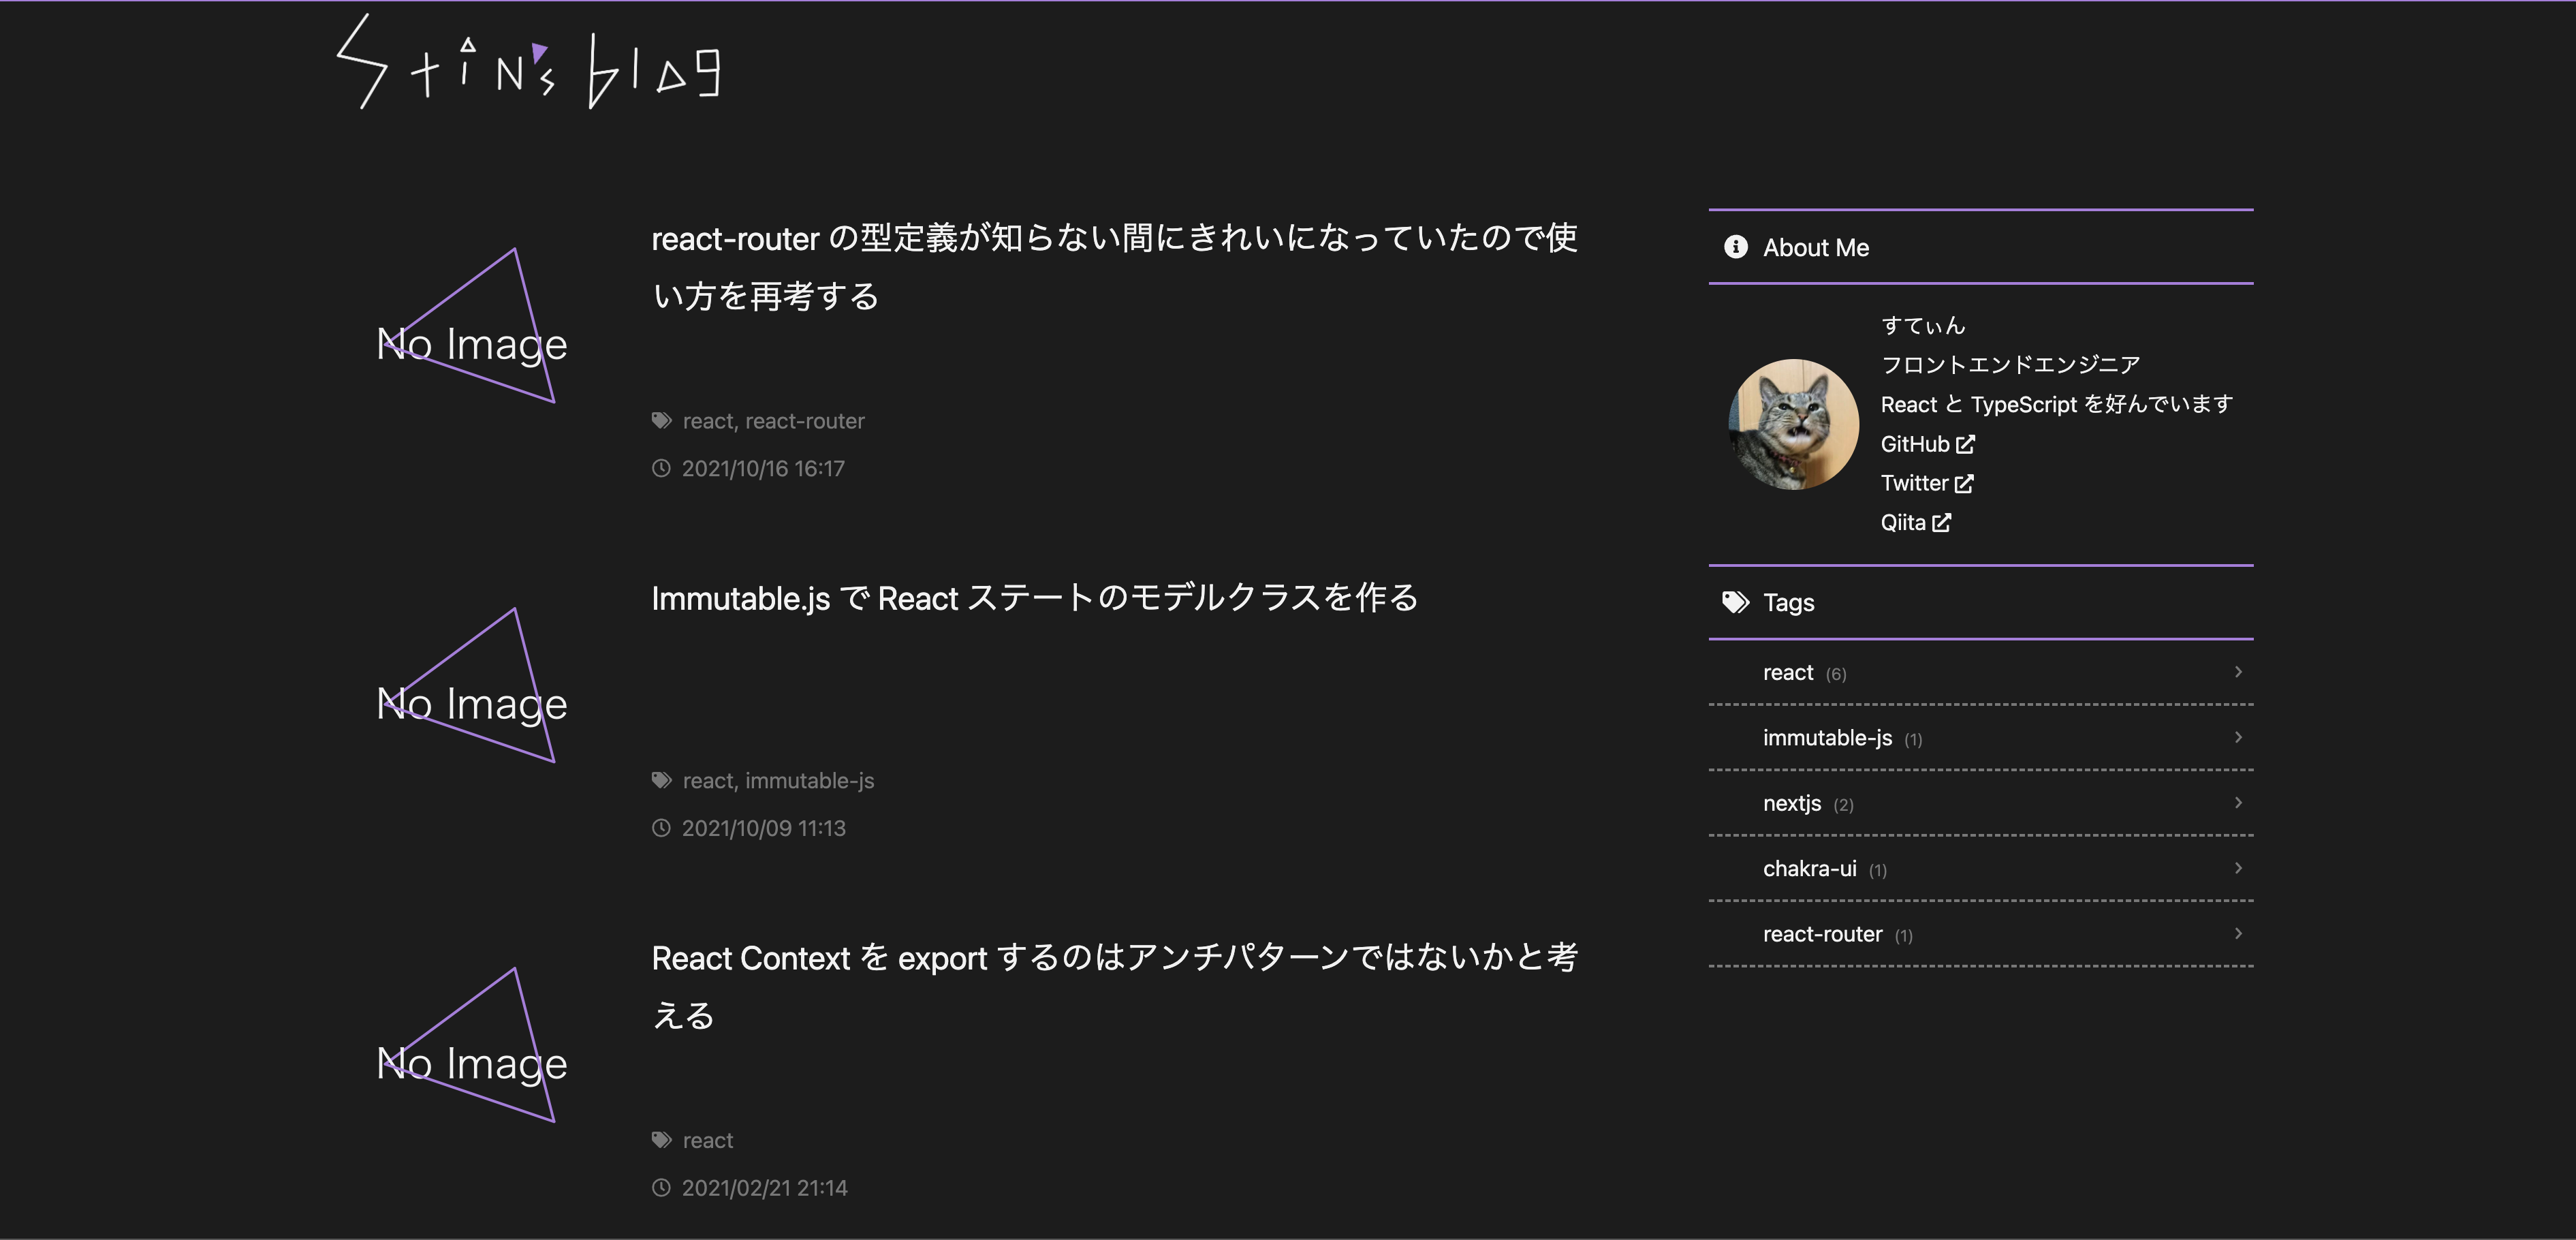 Stin's blog
No Image
react-router の型定義が知らない間にきれいになっていたので使
い方を再考する
react, react-router
2021/10/16 16:17
No Image
Immutable.js で React ステートのモデルクラスを作る
react, immutable-js
2021/10/09 11:13
No Image
React Context を export するのはアンチパターンではないかと考
える
react
2021/02/21 21:14
About Me
すてぃん
フロントエンドエンジニア
React と TypeScript を好んでいます
GitHub
Twitter
Qiita
Tags
react (6)
immutable-js (1)
nextjs (2)
chakra-ui (1)
react-router (1)